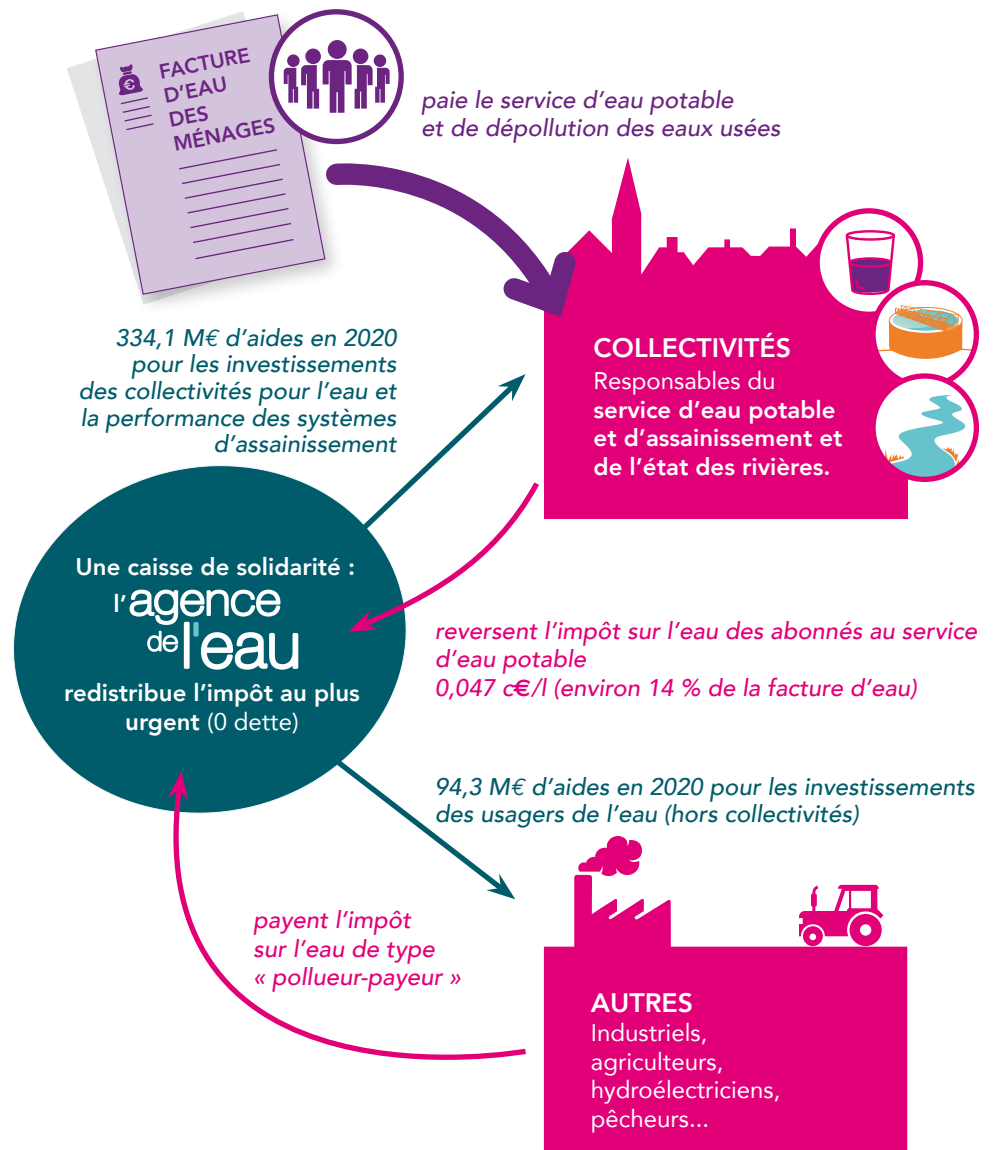 FACTURE
D'EAU
DES
MÉNAGES
€
paie le service d'eau potable
et de dépollution des eaux usées
334,1 M€ d'aides en 2020
pour les investissements
des collectivités pour l'eau et
la performance des systèmes
d'assainissement
COLLECTIVITÉS
Responsables du
service d'eau potable
et d'assainissement et
de l'état des rivières.
Une caisse de solidarité :
l'agence
de l'eau
redistribue l'impôt au plus
urgent (0 dette)
reversent l'impôt sur l'eau des abonnés au service
d'eau potable
0,047 c€/l (environ 14 % de la facture d'eau)
94,3 M€ d'aides en 2020 pour les investissements
des usagers de l'eau (hors collectivités)
payent l'impôt
sur l'eau de type
« pollueur-payeur »
AUTRES
Industriels,
agriculteurs,
hydroélectriciens,
pêcheurs...